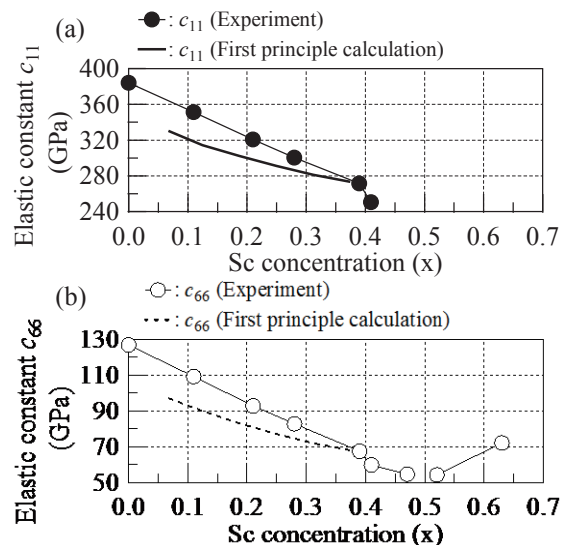 (a)
: c11 (Experiment)
: c11 (First principle calculation)
Elastic constant c11
(GPa)
400
360
320
280
240
0.0 0.1 0.2 0.3 0.4 0.5 0.6 0.7
Sc concentration (x)
(b)
: c66 (Experiment)
: c66 (First principle calculation)
Elastic constant c66
(GPa)
130
110
90
70
50
0.0 0.1 0.2 0.3 0.4 0.5 0.6 0.7
Sc concentration (x)